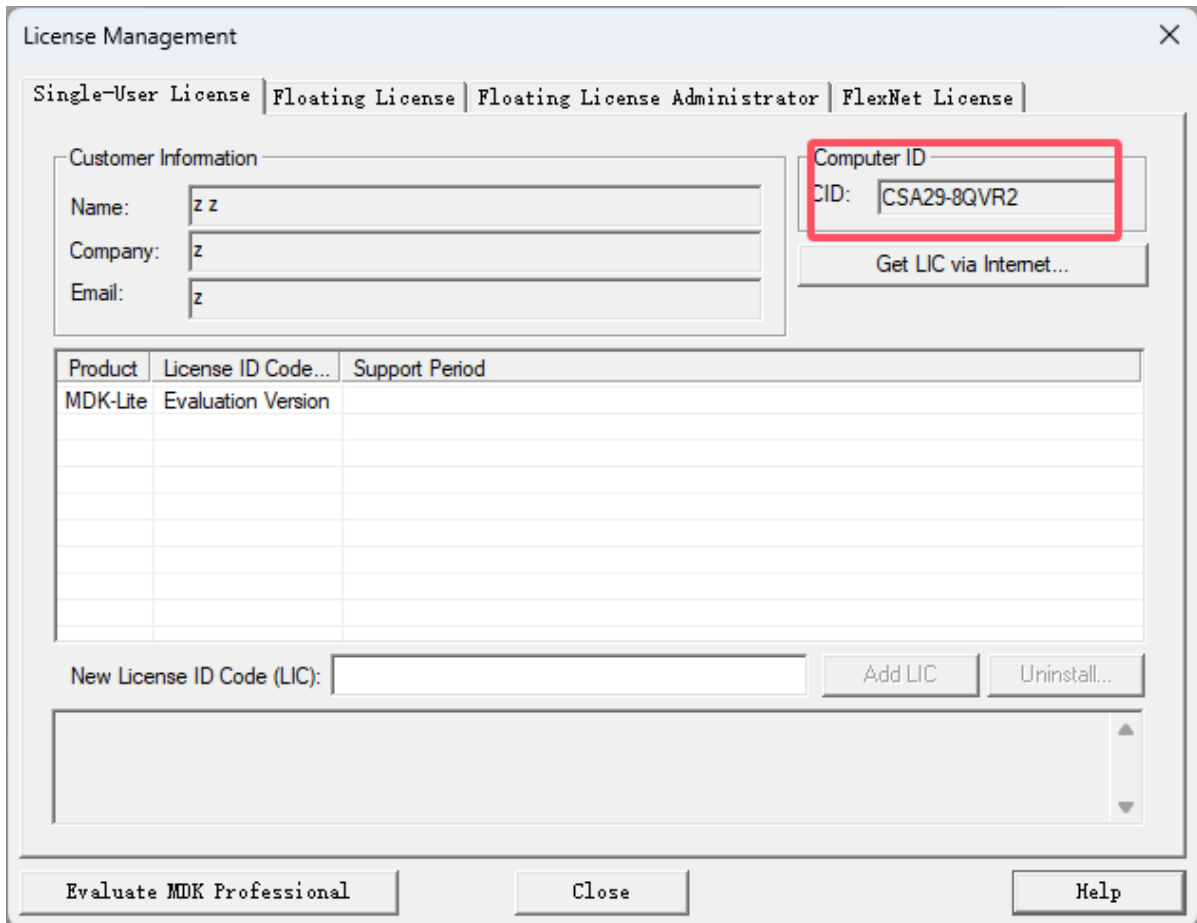 License Management
Single-User License Floating License Floating License Administrator FlexNet License
Customer Information
Name: z z
Company: z
Email: z
Computer ID
CID: CSA29-8QVR2
Get LIC via Internet...
Product License ID Code... Support Period
MDK-Lite Evaluation Version
New License ID Code (LIC): Add LIC Uninstall...
Evaluate MDK Professional Close Help